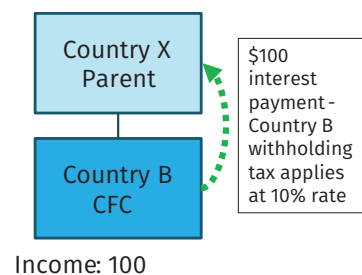 Country X
Parent
$100
interest
payment -
Country B
withholding
tax applies
at 10% rate
Country B
CFC
Income: 100